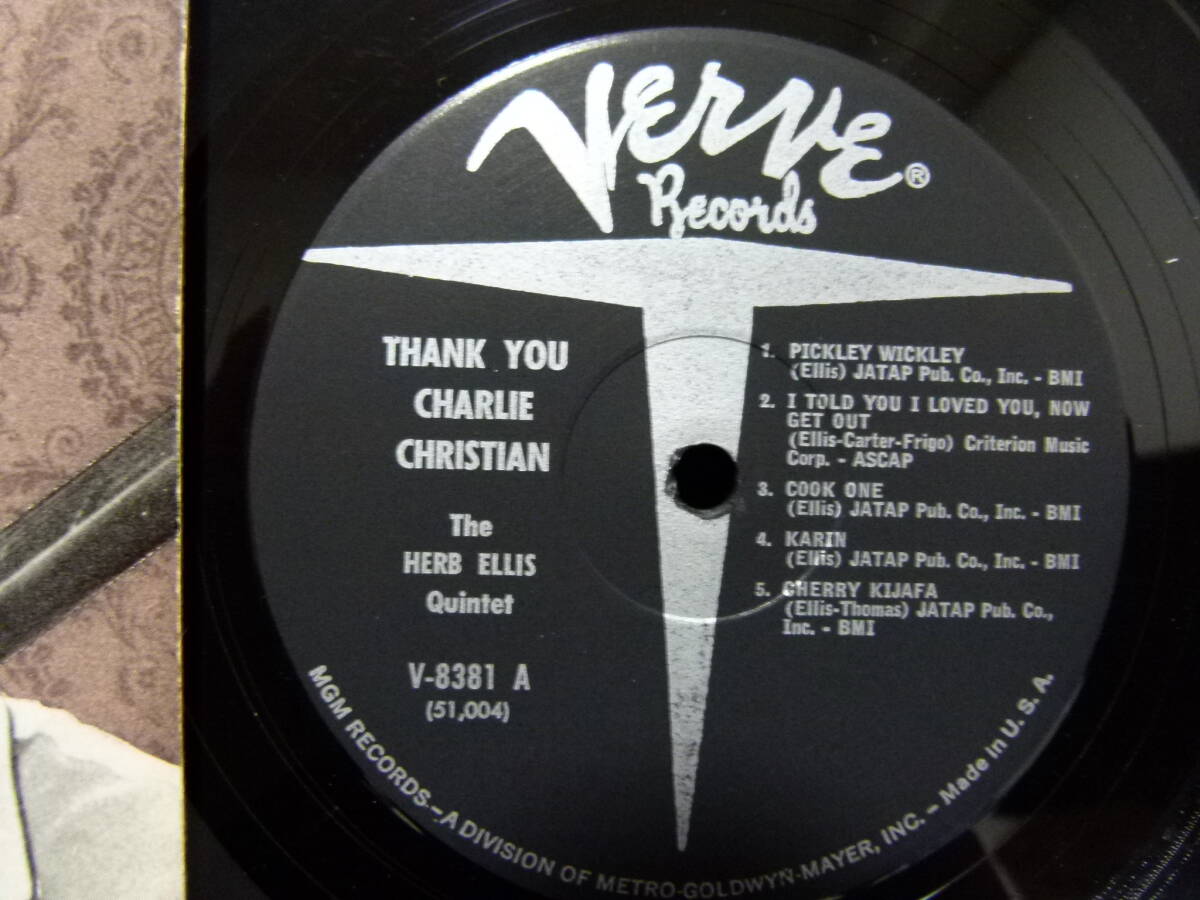 Verve
Records®
THANK YOU
CHARLIE
CHRISTIAN
The
HERB ELLIS
Quintet
V-8381 A
(51,004)
1. PICKLEY WICKLEY
(Ellis) JATAP Pub. Co., Inc. - BMI
2. I TOLD YOU I LOVED YOU, NOW
GET OUT
(Ellis-Carter-Frigo) Criterion Music
Corp. - ASCAP
3. COOK ONE
(Ellis) JATAP Pub. Co., Inc. - BMI
4. KARIN
(Ellis) JATAP Pub. Co., Inc. - BMI
5. CHERRY KIJAFA
(Ellis-Thomas) JATAP Pub. Co.,
Inc. - BMI
MGM RECORDS – A DIVISION OF METRO-GOLDWYN-MAYER, INC. – Made in U. S. A.